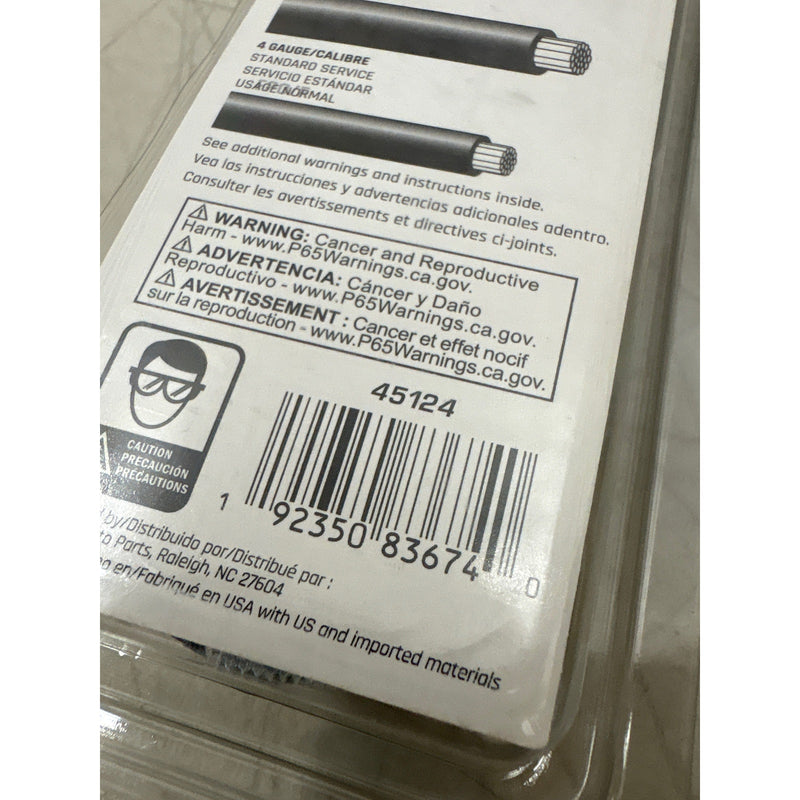 4 GAUGE/CALIBRE
STANDARD SERVICE
SERVICIO ESTÁNDAR
USAGE NORMAL
See additional warnings and instructions inside.
Vea las instrucciones y advertencias adicionales adentro.
Consulter les avertissements et directives ci-joints.
⚠ WARNING: Cancer and Reproductive
Harm - www.P65Warnings.ca.gov.
⚠ ADVERTENCIA: Cáncer y Daño
Reproductivo - www.P65Warnings.ca.gov.
⚠ AVERTISSEMENT : Cancer et effet nocif
sur la reproduction - www.P65Warnings.ca.gov.
45124
CAUTION
PRECAUCIÓN
PRÉCAUTIONS
1 92350 83674 0
by/Distribuido por/Distribué par :
to Parts, Raleigh, NC 27604
en/Fabriqué en USA with US and imported materials